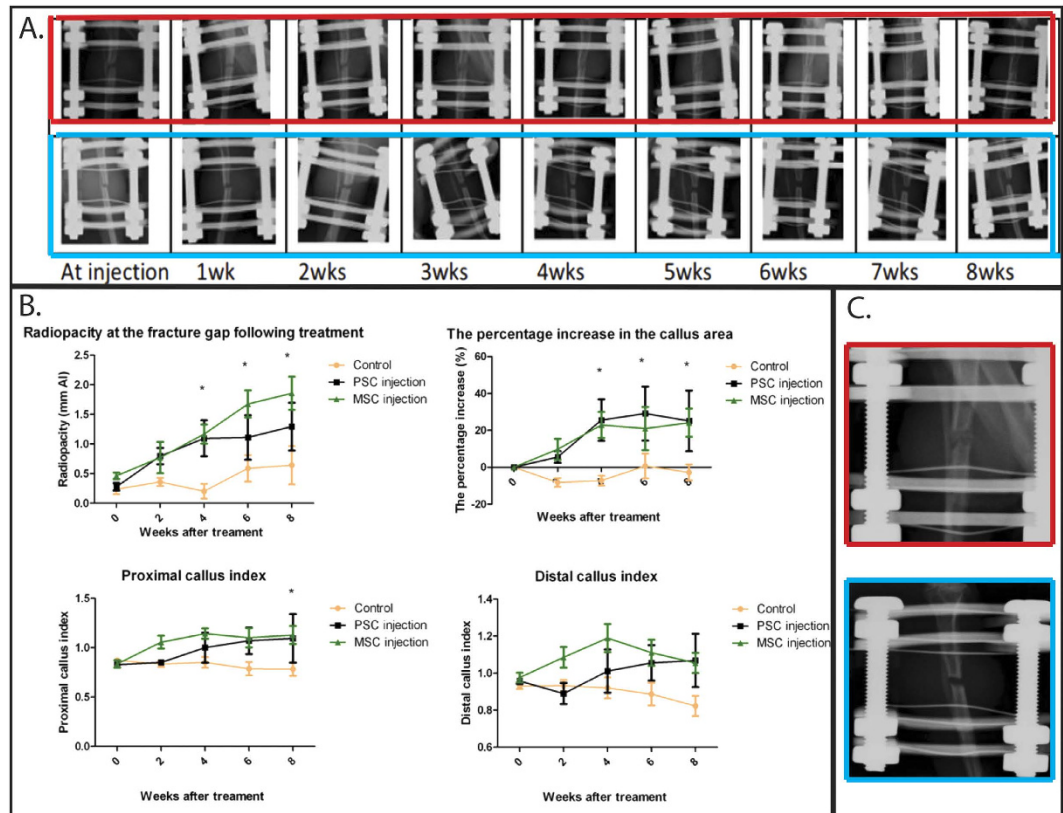 A.
At injection 1wk 2wks 3wks 4wks 5wks 6wks 7wks 8wks
B.
Radiopacity at the fracture gap following treatment
Radiopacity (mm Al)
2.5
2.0
1.5
1.0
0.5
0.0
* * *
Control
PSC injection
MSC injection
0 2 4 6 8
Weeks after treament
The percentage increase in the callus area
The percentage increase (%)
60
40
20
0
-20
* * *
Control
PSC injection
MSC injection
Weeks after treament
Proximal callus index
Proximal callus index
1.5
1.0
0.5
0.0
*
Control
PSC injection
MSC injection
0 2 4 6 8
Weeks after treament
Distal callus index
Distal callus index
1.4
1.2
1.0
0.8
0.6
Control
PSC injection
MSC injection
0 2 4 6 8
Weeks after treament
C.